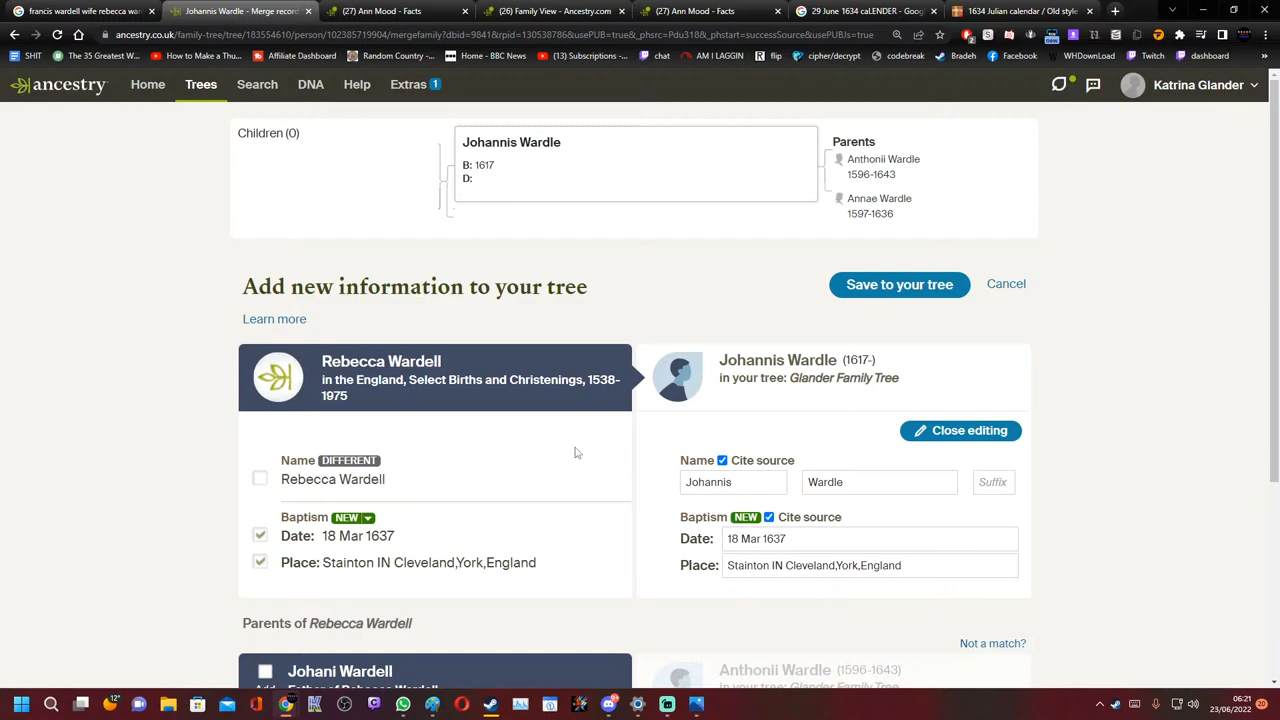 francis wardell wife rebecca war
Johannis Wardle - Merge record
(27) Ann Mood - Facts
(26) Family View - Ancestry.com
(27) Ann Mood - Facts
29 June 1634 caLENDER - Goog
1634 Julian calendar / Old style
ancestry.co.uk/family-tree/tree/183554610/person/102385719904/mergefamily?dbid=9841&rpid=130538786&usePUB=true&_phsrc=Pdu318&_phstart=successSource&usePUBJs=true
The 35 Greatest W...
How to Make a Thu...
Affiliate Dashboard
Random Country -...
Home - BBC News
(13) Subscriptions -...
chat
AM I LAGGIN
flip
cipher/decrypt
codebreak
Bradeh
Facebook
YouTube
Twitch
dashboard
ancestry
Home
Trees
Search
DNA
Help
Extras 1
Katrina Glander
Children (0)
Johannis Wardle
B: 1617
D:
Parents
Anthonii Wardle
1596-1643
Annae Wardle
1597-1636
Add new information to your tree
Save to your tree
Cancel
Learn more
Rebecca Wardell
in the England, Select Births and Christenings, 1538-
1975
Johannis Wardle (1617-)
in your tree: Glander Family Tree
Close editing
Name DIFFERENT
Rebecca Wardell
Name Cite source
Johannis
Wardle
Suffix
Baptism NEW
Date: 18 Mar 1637
Place: Stainton IN Cleveland,York,England
Baptism NEW Cite source
Date: 18 Mar 1637
Place: Stainton IN Cleveland,York,England
Parents of Rebecca Wardell
Not a match?
Johani Wardell
Anthonii Wardle (1596-1643)
12°
06:21
23/06/2022